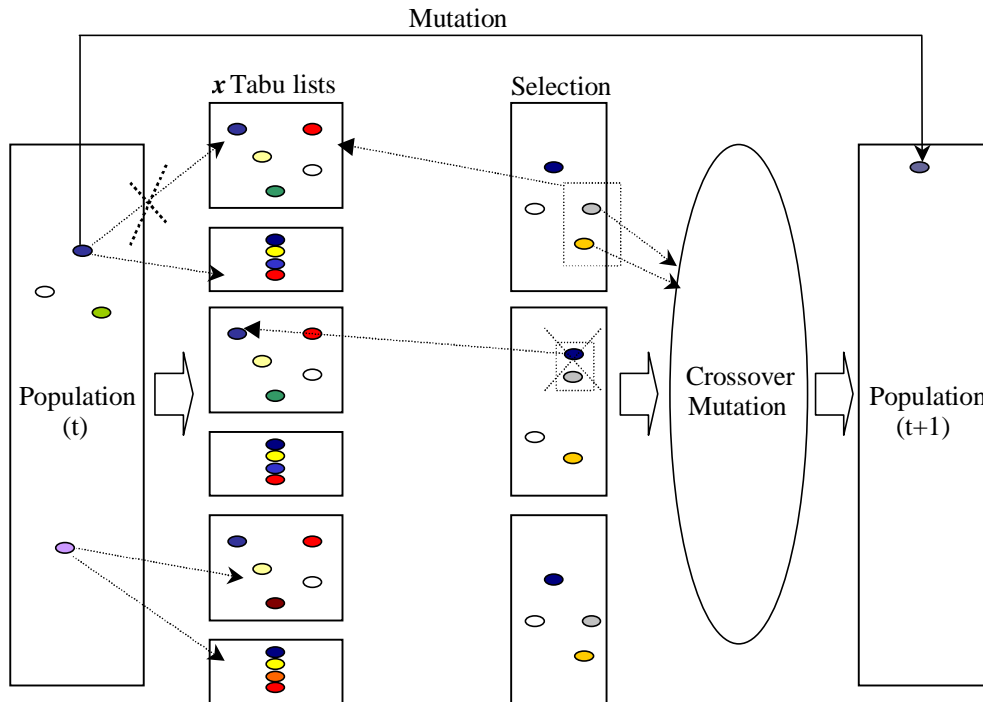 Mutation
x Tabu lists
Selection
Population
(t)
Crossover
Mutation
Population
(t+1)